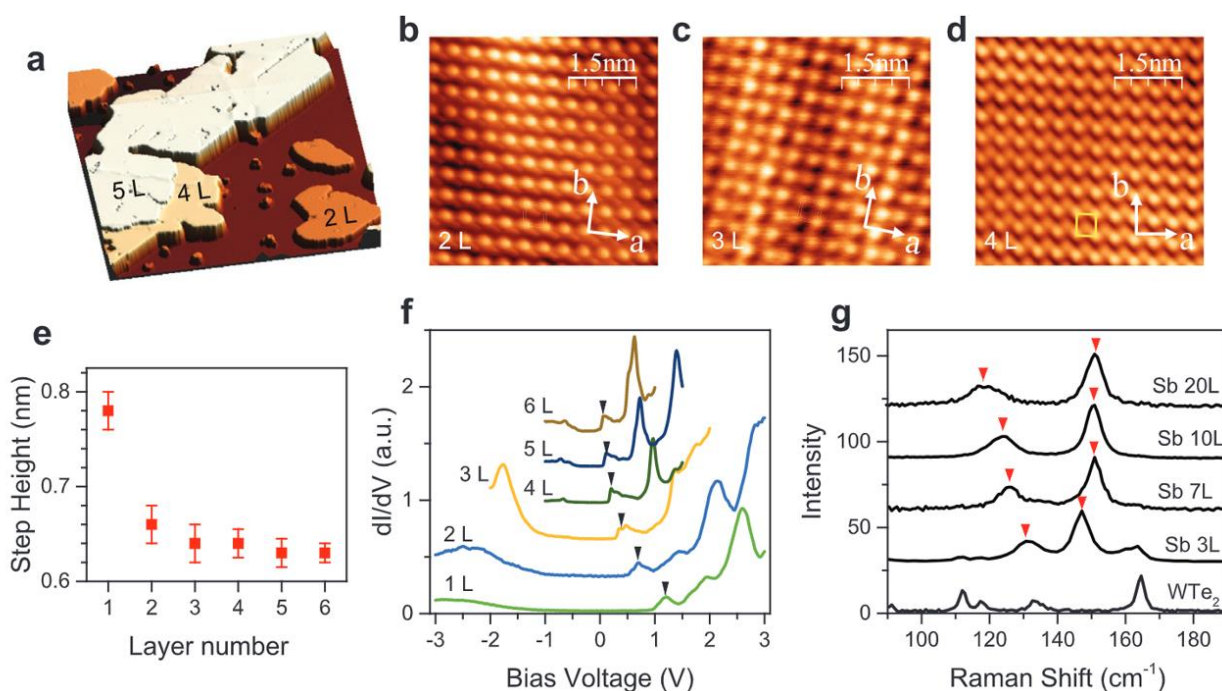 a
5 L
4 L
2 L
b
1.5nm
b
a
2 L
c
1.5nm
b
a
3 L
d
1.5nm
b
a
4 L
e
Step Height (nm)
0.8
0.7
0.6
1 2 3 4 5 6
Layer number
f
dI/dV (a.u.)
2
1
0
6 L
5 L
4 L
3 L
2 L
1 L
-3 -2 -1 0 1 2 3
Bias Voltage (V)
g
Intensity
150
100
50
0
Sb 20L
Sb 10L
Sb 7L
Sb 3L
WTe₂
100 120 140 160 180
Raman Shift (cm⁻¹)